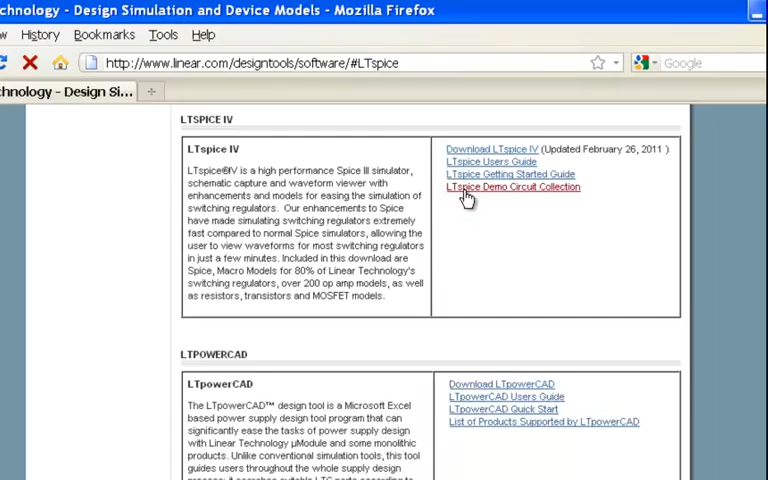 chnology - Design Simulation and Device Models - Mozilla Firefox
w History Bookmarks Tools Help
http://www.linear.com/designtools/software/#LTspice
Google
chnology - Design Si...
LTSPICE IV
LTspice IV
LTspice®IV is a high performance Spice III simulator,
schematic capture and waveform viewer with
enhancements and models for easing the simulation of
switching regulators. Our enhancements to Spice
have made simulating switching regulators extremely
fast compared to normal Spice simulators, allowing the
user to view waveforms for most switching regulators
in just a few minutes. Included in this download are
Spice, Macro Models for 80% of Linear Technology's
switching regulators, over 200 op amp models, as well
as resistors, transistors and MOSFET models.
Download LTspice IV (Updated February 26, 2011 )
LTspice Users Guide
LTspice Getting Started Guide
LTspice Demo Circuit Collection
LTPOWERCAD
LTpowerCAD
The LTpowerCAD™ design tool is a Microsoft Excel
based power supply design tool program that can
significantly ease the tasks of power supply design
with Linear Technology µModule and some monolithic
products. Unlike conventional simulation tools, this tool
guides users throughout the whole supply design
Download LTpowerCAD
LTpowerCAD Users Guide
LTpowerCAD Quick Start
List of Products Supported by LTpowerCAD